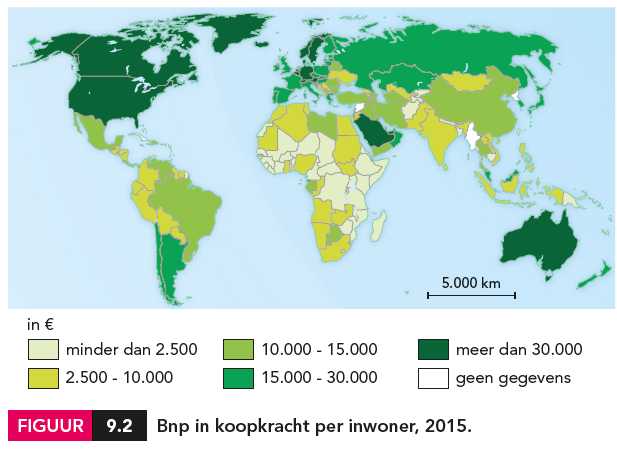 5.000 km
in €
minder dan 2.500
10.000 - 15.000
meer dan 30.000
2.500 - 10.000
15.000 - 30.000
geen gegevens
FIGUUR 9.2 Bnp in koopkracht per inwoner, 2015.